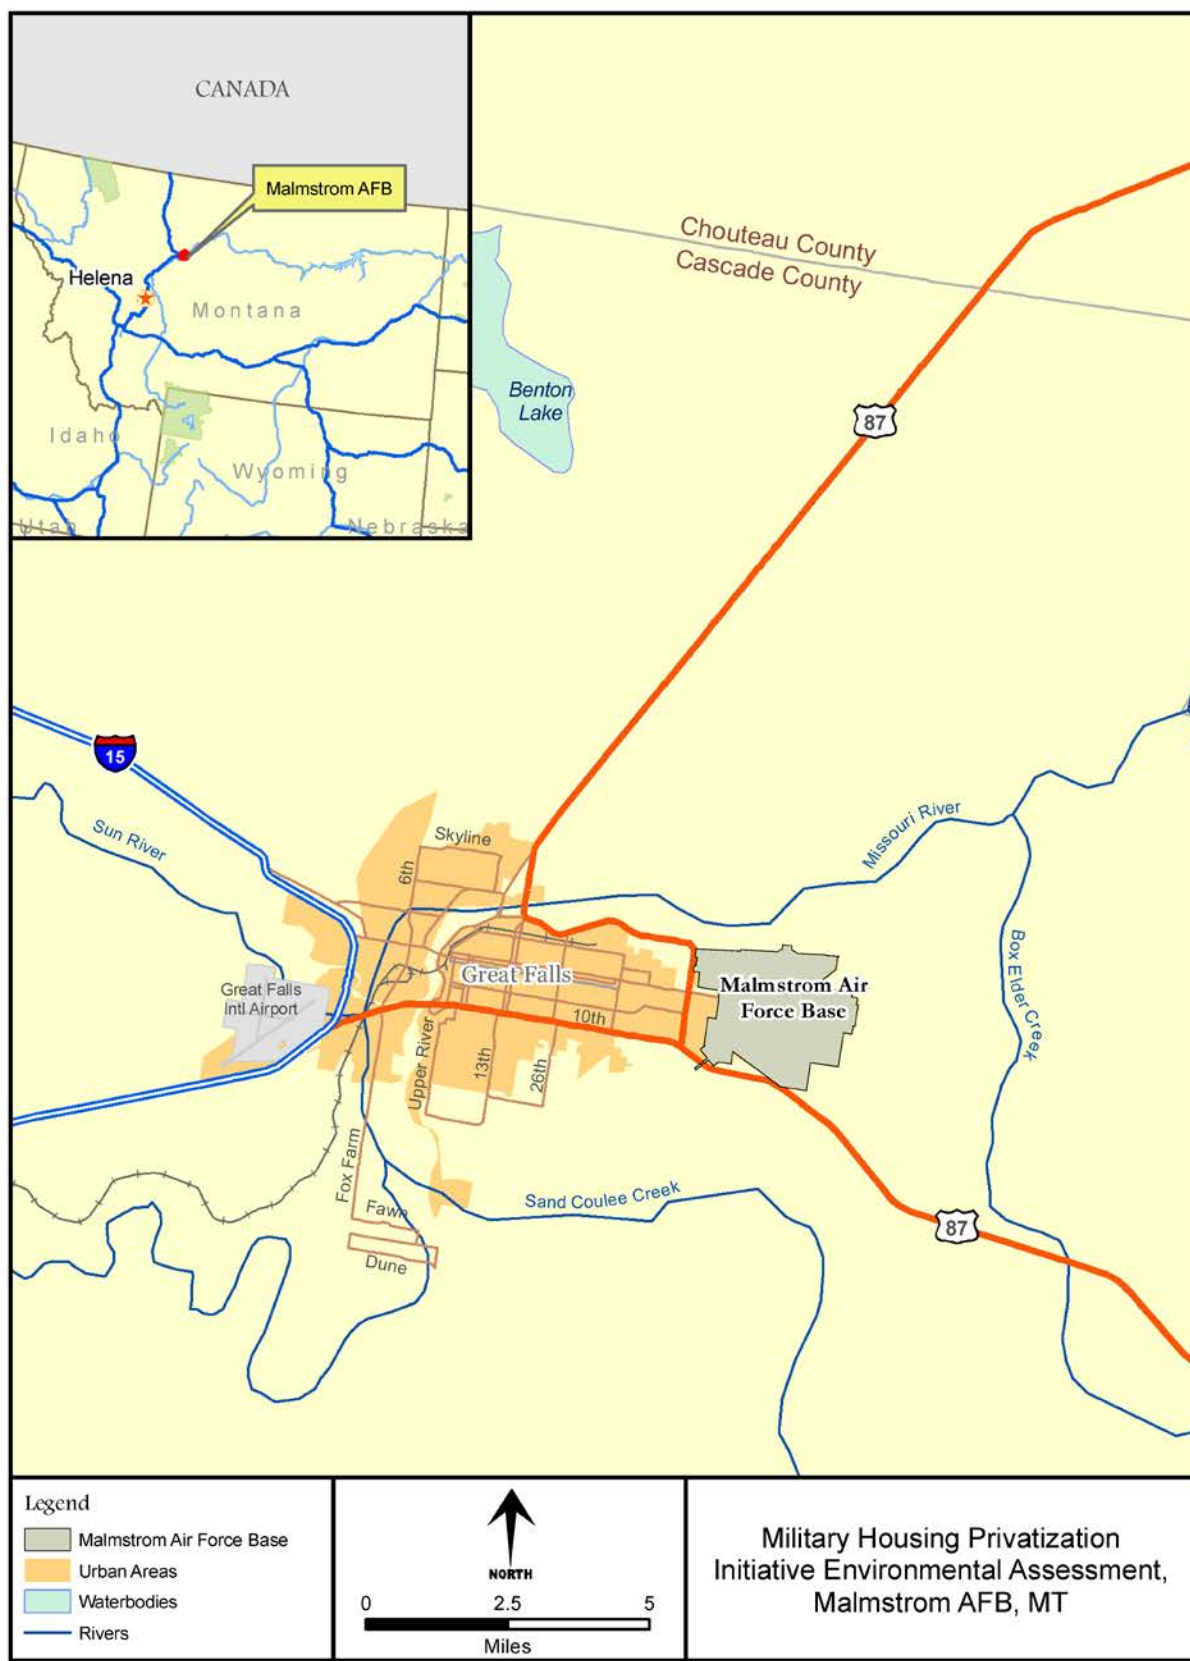 CANADA
Malmstrom AFB
Helena
Montana
Idaho
Wyoming
Utah
Nebraska
Chouteau County
Cascade County
Benton
Lake
87
15
Sun River
Skyline
6th
Missouri River
Box Elder Creek
Great Falls
Great Falls
Intl Airport
Malmstrom Air
Force Base
10th
Upper River
13th
26th
Fox Farm
Sand Coulee Creek
Fawn
Dune
87
Legend
Malmstrom Air Force Base
Urban Areas
Waterbodies
Rivers
NORTH
0 2.5 5
Miles
Military Housing Privatization
Initiative Environmental Assessment,
Malmstrom AFB, MT